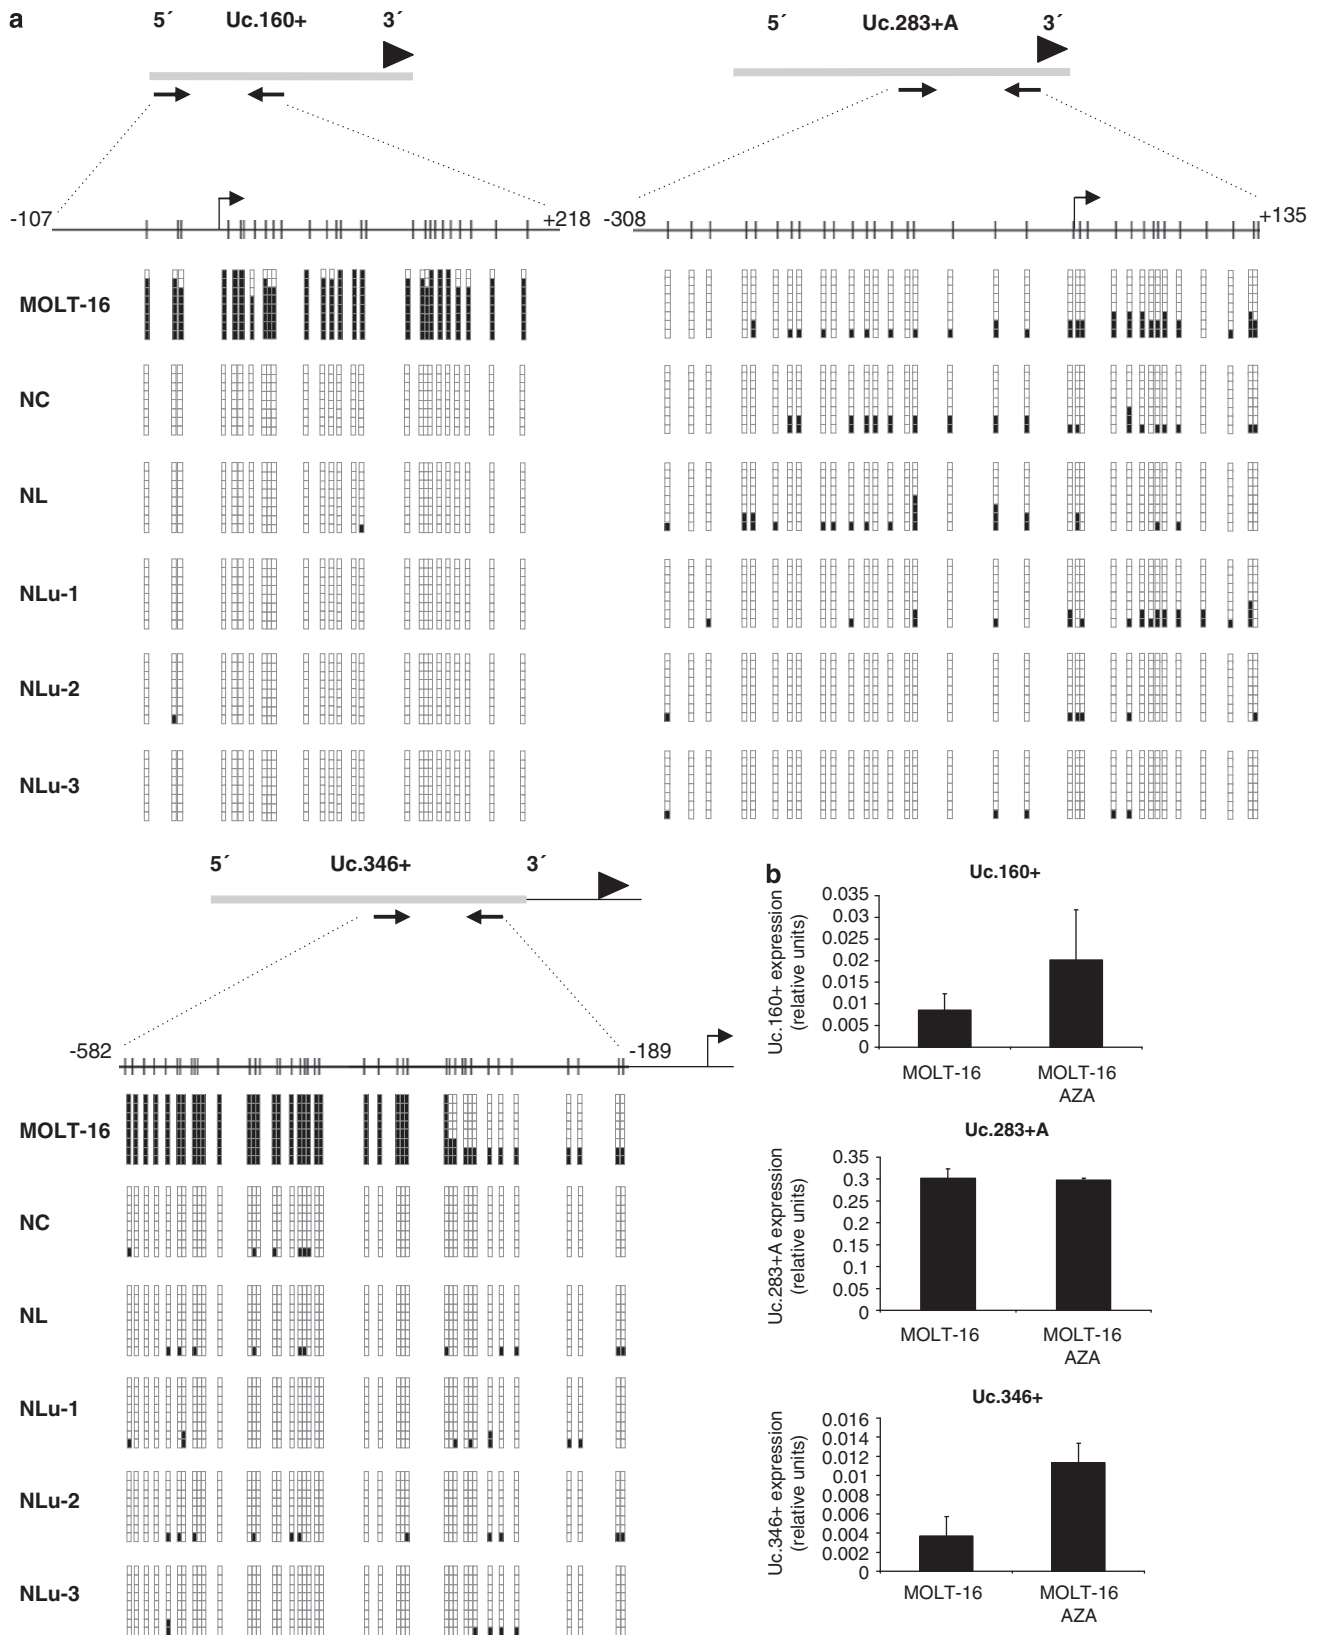 a
5´ Uc.160+ 3´
5´ Uc.283+A 3´
-107 +218
-308 +135
MOLT-16
NC
NL
NLu-1
NLu-2
NLu-3
5´ Uc.346+ 3´
-582 -189
MOLT-16
NC
NL
NLu-1
NLu-2
NLu-3
b
Uc.160+
Uc.160+ expression
(relative units)
0.035
0.03
0.025
0.02
0.015
0.01
0.005
0
MOLT-16 MOLT-16
AZA
Uc.283+A
Uc.283+A expression
(relative units)
0.35
0.3
0.25
0.2
0.15
0.1
0.05
0
MOLT-16 MOLT-16
AZA
Uc.346+
Uc.346+ expression
(relative units)
0.016
0.014
0.012
0.01
0.008
0.006
0.004
0.002
0
MOLT-16 MOLT-16
AZA